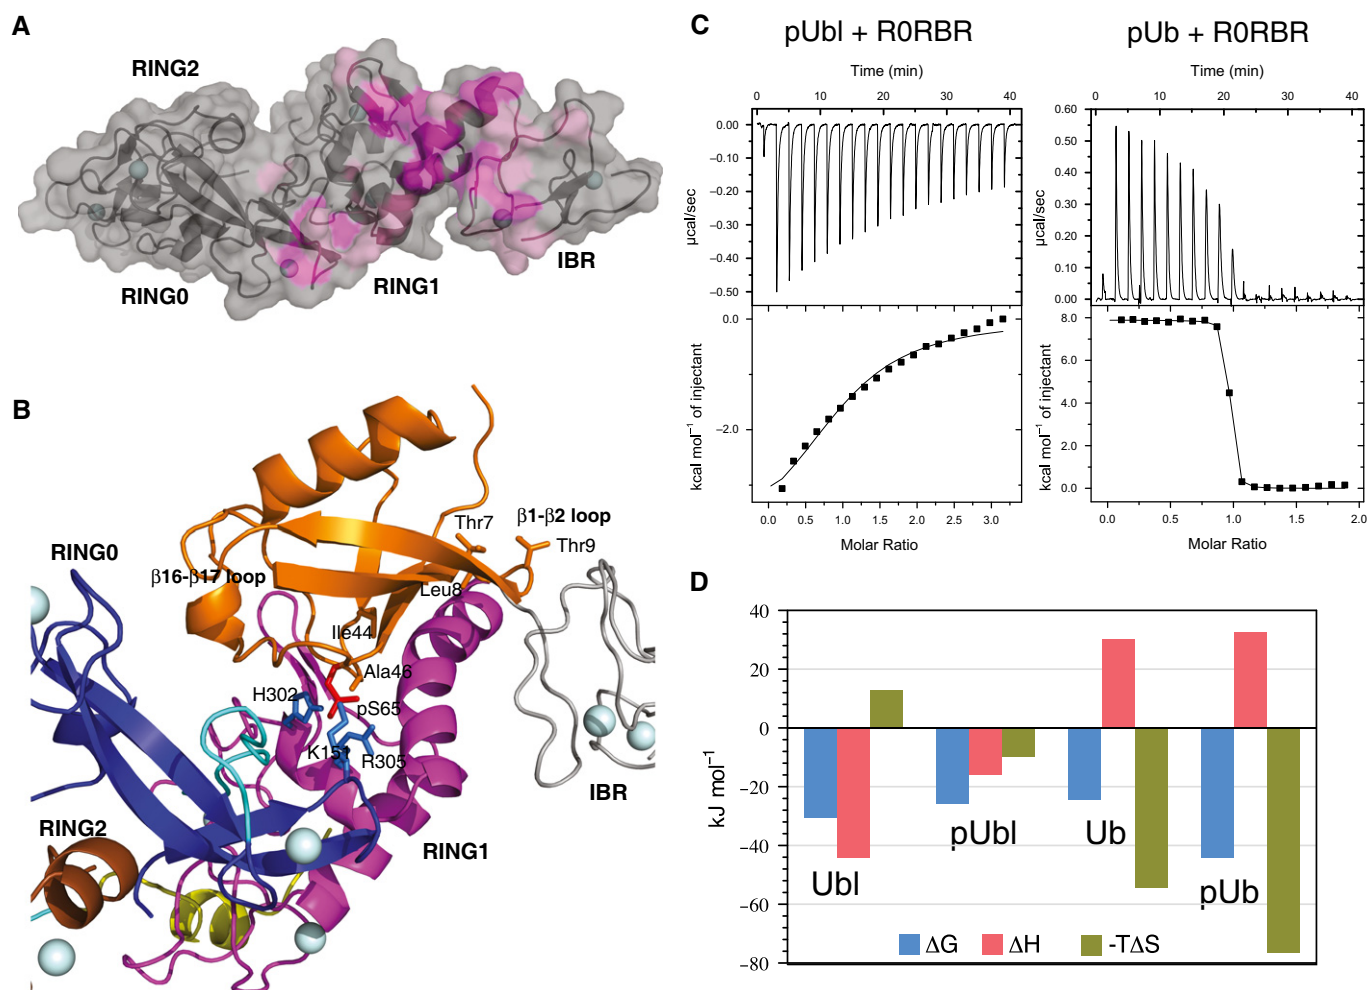 A
RING2
RING0
RING1
IBR
B
RING0
β16-β17 loop
Thr7
β1-β2 loop
Thr9
Leu8
Ile44
Ala46
H302
pS65
K151
R305
IBR
RING2
RING1
C
pUbl + R0RBR
Time (min)
0 10 20 30 40
0.00
−0.10
−0.20
−0.30
−0.40
−0.50
µcal/sec
0.0
−2.0
kcal mol−1 of injectant
0.0 0.5 1.0 1.5 2.0 2.5 3.0
Molar Ratio
pUb + R0RBR
Time (min)
0 10 20 30 40
0.60
0.50
0.40
0.30
0.20
0.10
0.00
µcal/sec
8.0
6.0
4.0
2.0
0.0
kcal mol−1 of injectant
0.0 0.5 1.0 1.5 2.0
Molar Ratio
D
40
20
0
−20
−40
−60
−80
kJ mol−1
Ubl
pUbl
Ub
pUb
ΔG ΔH -TΔS